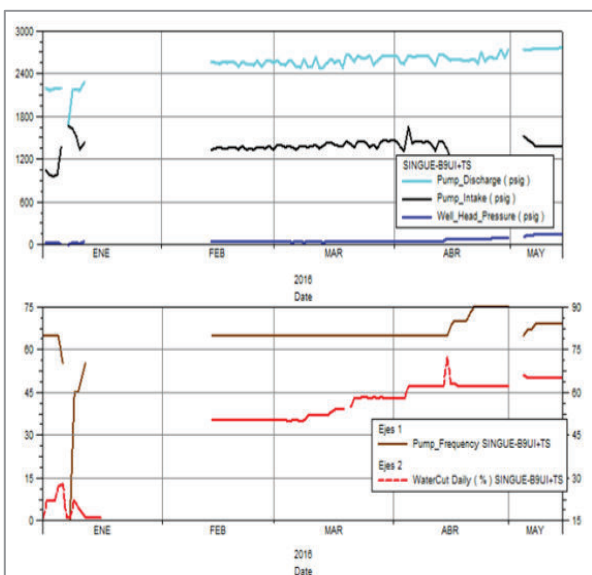 3000
2400
1800
1200
600
0
SINGUE-B9UI+TS
Pump_Discharge ( psig )
Pump_Intake ( psig )
Well_Head_Pressure ( psig )
ENE FEB MAR ABR MAY
2016
Date
75 90
60 75
45 60
30 45
15 30
0 15
Ejes 1
Pump_Frequency SINGUE-B9UI+TS
Ejes 2
WaterCut Daily ( % ) SINGUE-B9UI+TS
ENE FEB MAR ABR MAY
2016
Date